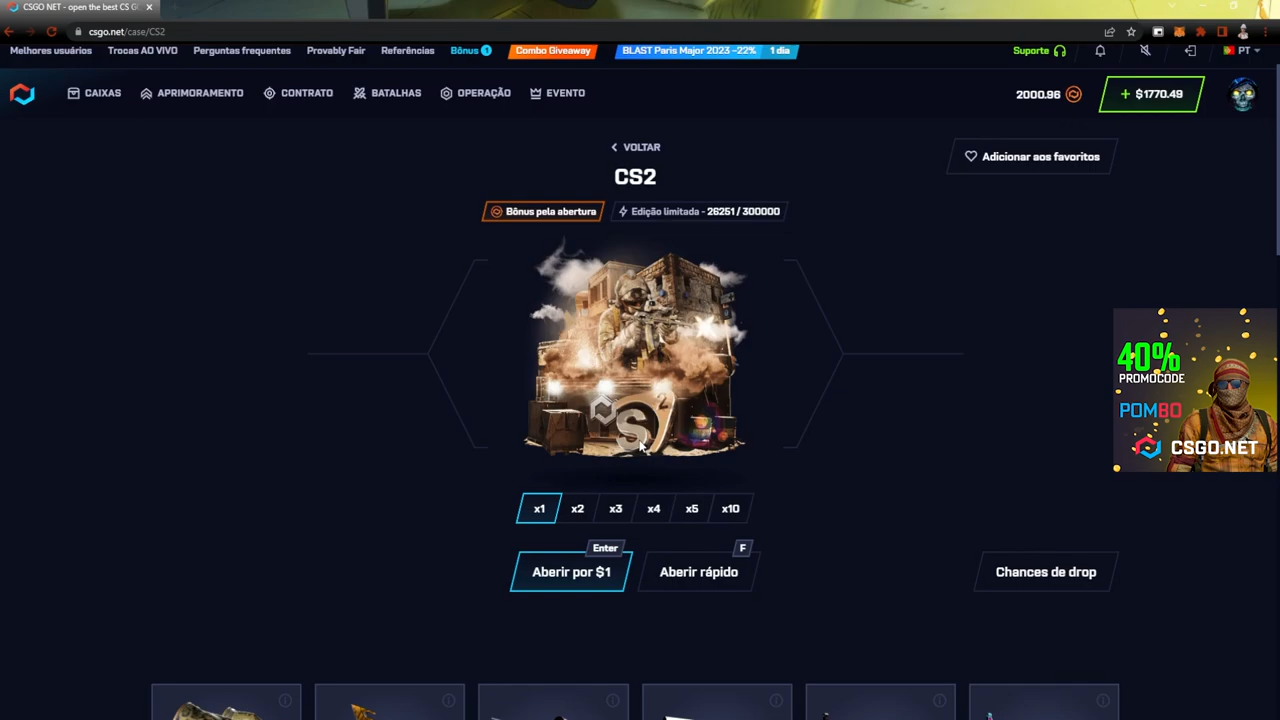 CSGO NET - open the best CS G
csgo.net/case/CS2
Melhores usuários Trocas AO VIVO Perguntas frequentes Provably Fair Referências Bônus 1 Combo Giveaway BLAST Paris Major 2023 –22% 1 dia Suporte PT
CAIXAS APRIMORAMENTO CONTRATO BATALHAS OPERAÇÃO EVENTO 2000.96 + $1770.49
VOLTAR
Adicionar aos favoritos
CS2
Bônus pela abertura Edição limitada - 26251 / 300000
CS2
40%
PROMOCODE
POMBO
CSGO.NET
x1 x2 x3 x4 x5 x10
Enter F
Aberir por $1 Aberir rápido Chances de drop